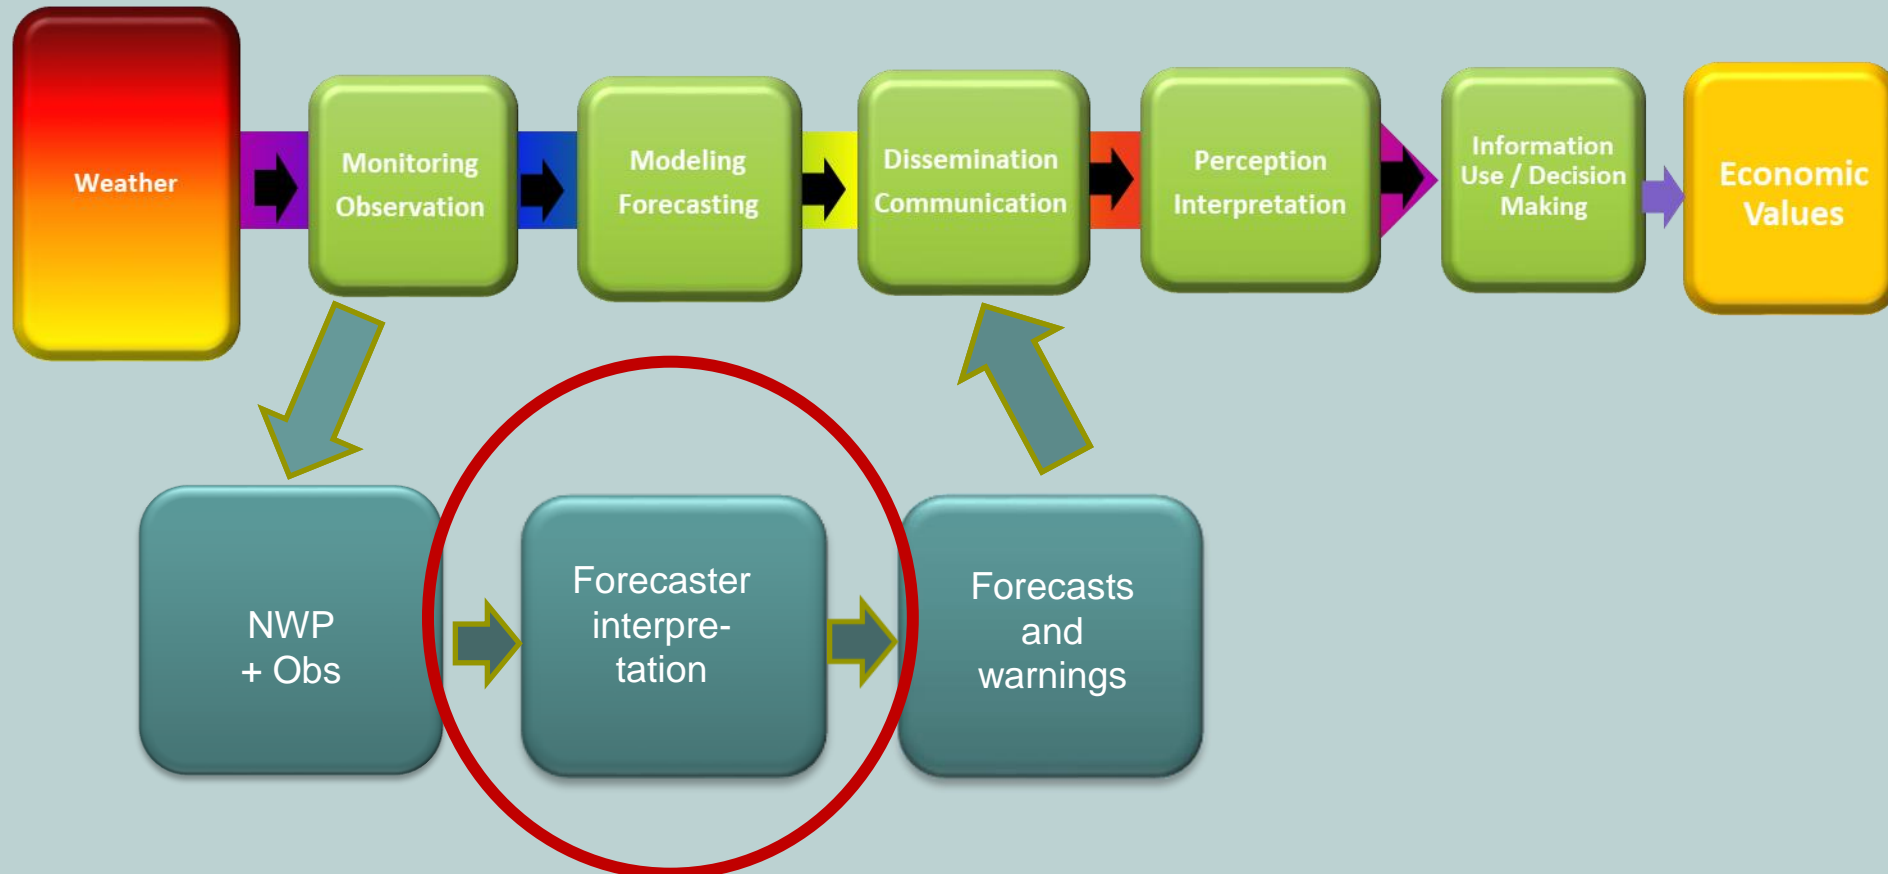 Weather
Monitoring
Observation
Modeling
Forecasting
Dissemination
Communication
Perception
Interpretation
Information
Use / Decision
Making
Economic
Values
NWP
+ Obs
Forecaster
interpre-
tation
Forecasts
and
warnings